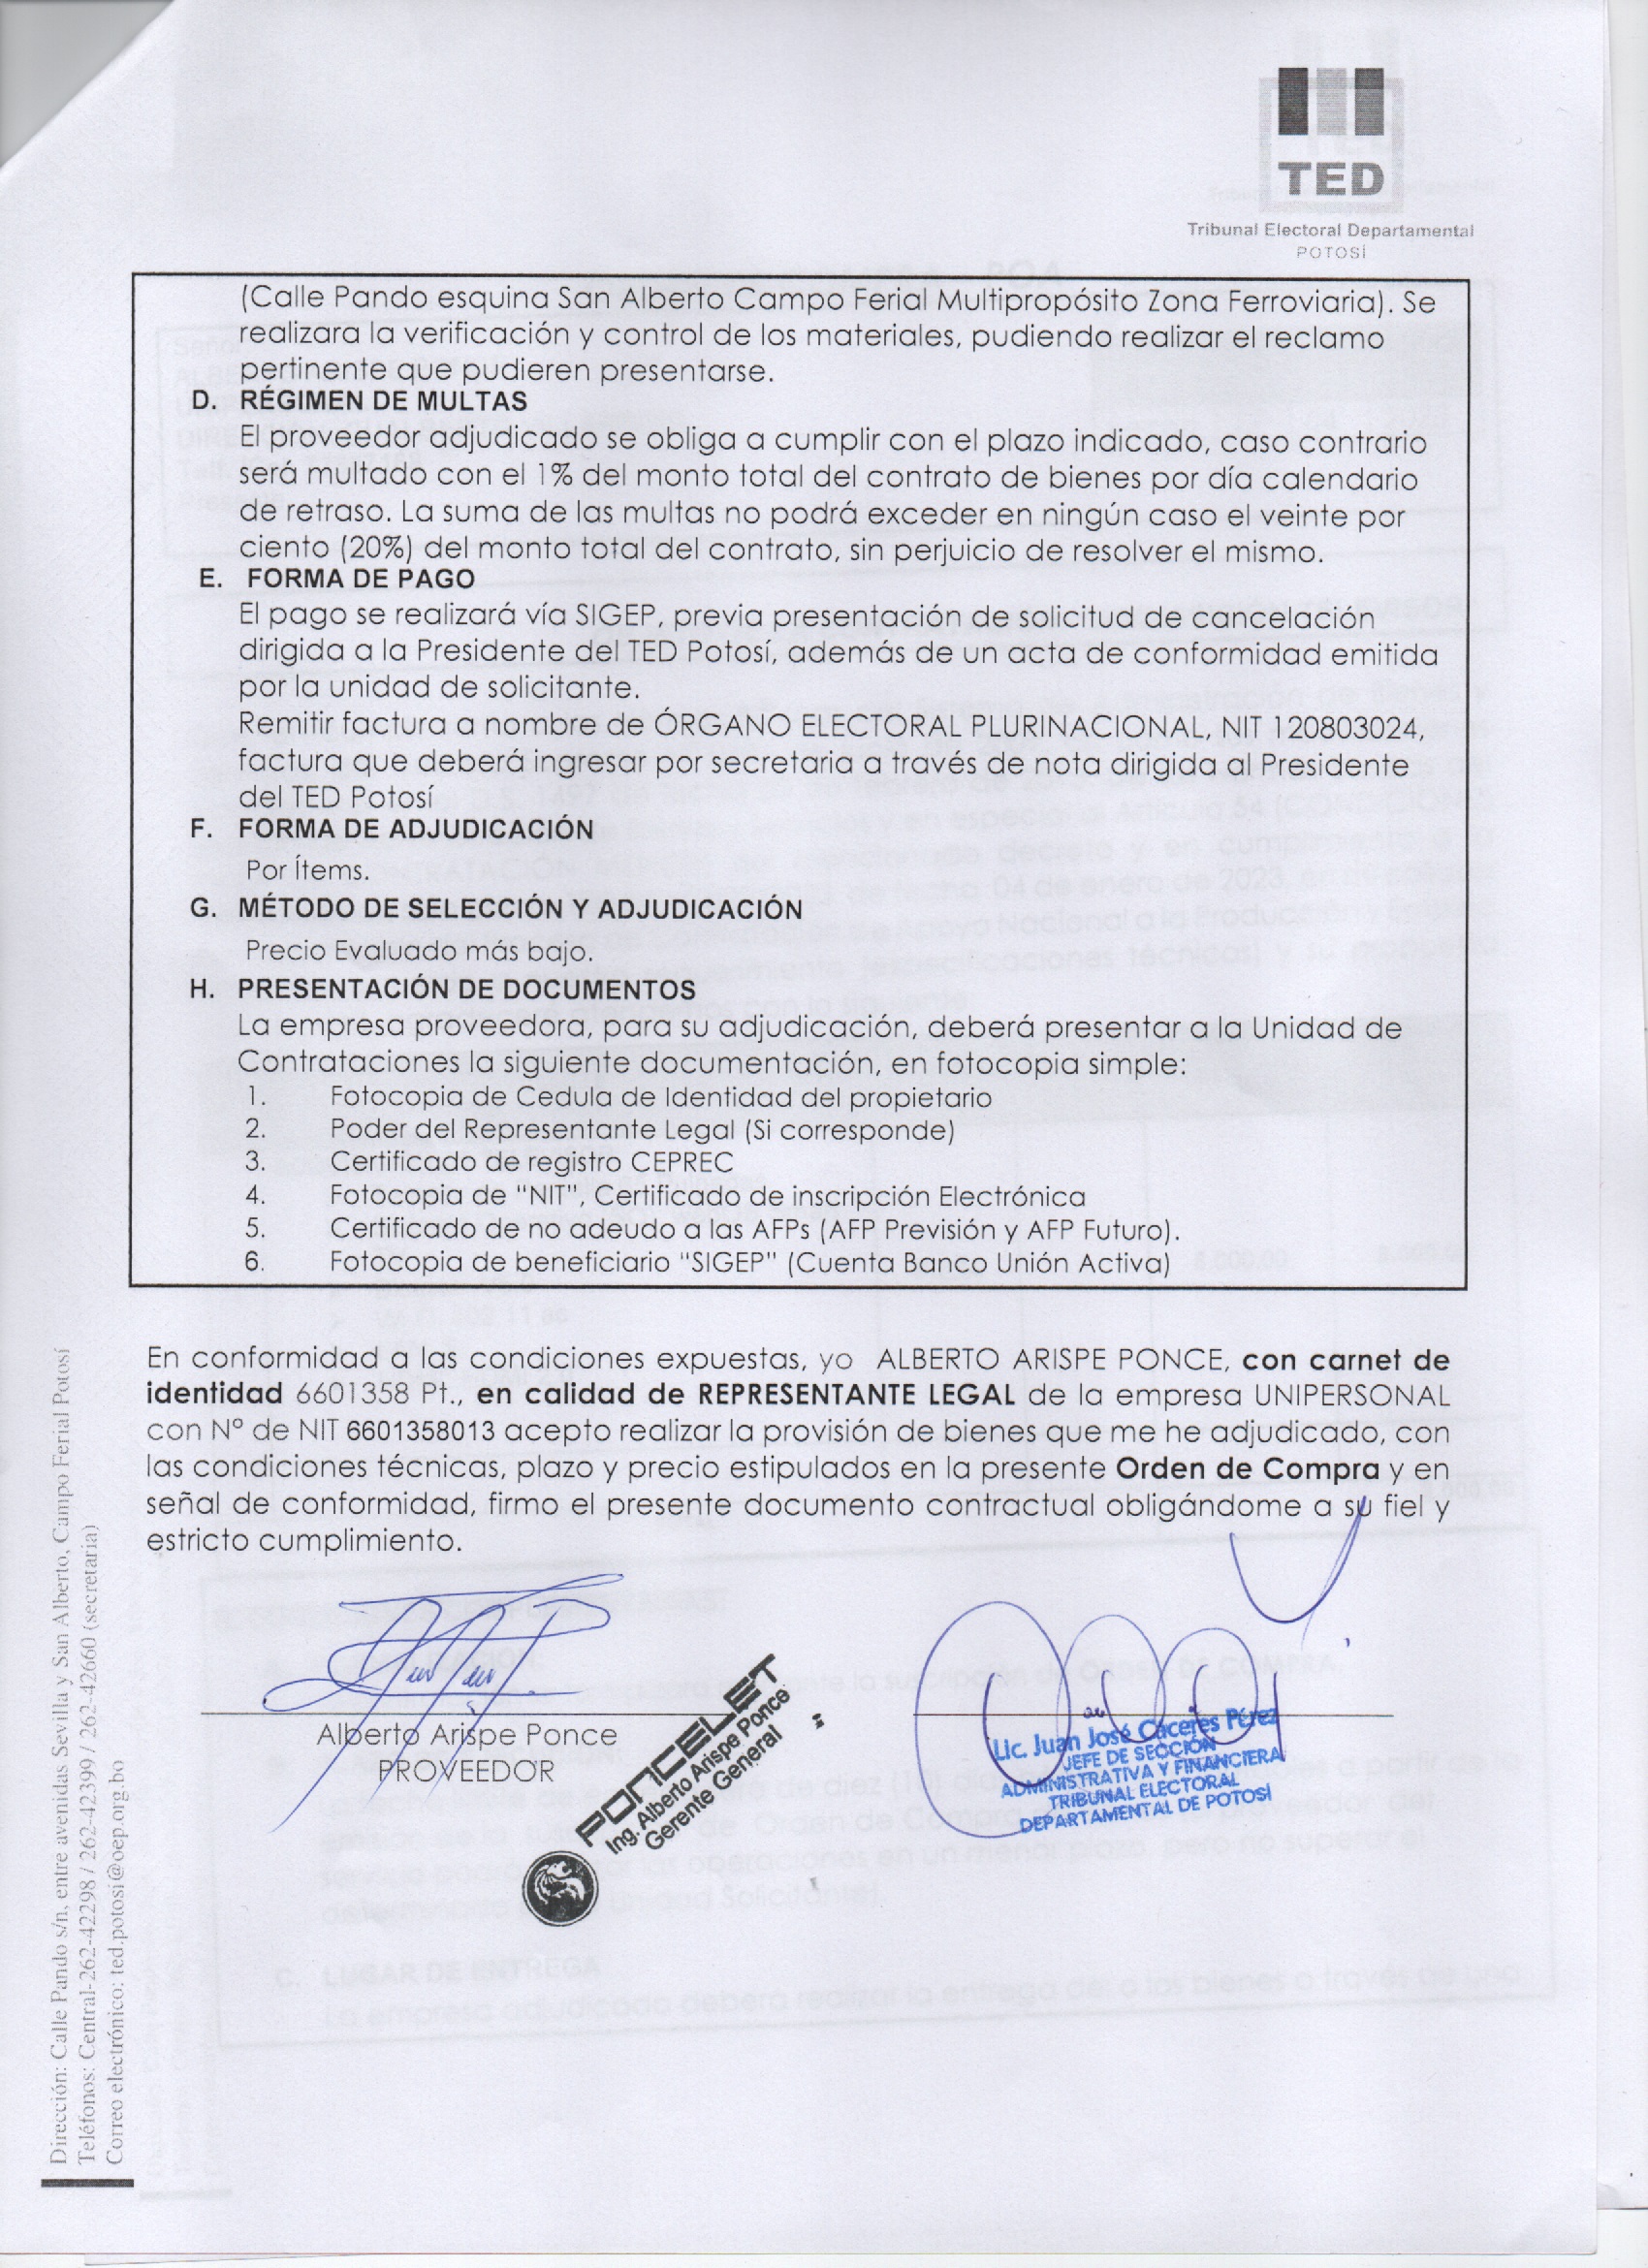 TED
Tribunal Electoral Departamental
POTOSÍ
(Calle Pando esquina San Alberto Campo Ferial Multipropósito Zona Ferroviaria). Se
realizara la verificación y control de los materiales, pudiendo realizar el reclamo
pertinente que pudieren presentarse.
D. RÉGIMEN DE MULTAS
El proveedor adjudicado se obliga a cumplir con el plazo indicado, caso contrario
será multado con el 1% del monto total del contrato de bienes por día calendario
de retraso. La suma de las multas no podrá exceder en ningún caso el veinte por
ciento (20%) del monto total del contrato, sin perjuicio de resolver el mismo.
E. FORMA DE PAGO
El pago se realizará vía SIGEP, previa presentación de solicitud de cancelación
dirigida a la Presidente del TED Potosí, además de un acta de conformidad emitida
por la unidad de solicitante.
Remitir factura a nombre de ÓRGANO ELECTORAL PLURINACIONAL, NIT 120803024,
factura que deberá ingresar por secretaria a través de nota dirigida al Presidente
del TED Potosí
F. FORMA DE ADJUDICACIÓN
Por Ítems.
G. MÉTODO DE SELECCIÓN Y ADJUDICACIÓN
Precio Evaluado más bajo.
H. PRESENTACIÓN DE DOCUMENTOS
La empresa proveedora, para su adjudicación, deberá presentar a la Unidad de
Contrataciones la siguiente documentación, en fotocopia simple:
1. Fotocopia de Cedula de Identidad del propietario
2. Poder del Representante Legal (Si corresponde)
3. Certificado de registro CEPREC
4. Fotocopia de “NIT”, Certificado de inscripción Electrónica
5. Certificado de no adeudo a las AFPs (AFP Previsión y AFP Futuro).
6. Fotocopia de beneficiario “SIGEP” (Cuenta Banco Unión Activa)
En conformidad a las condiciones expuestas, yo ALBERTO ARISPE PONCE, con carnet de
identidad 6601358 Pt., en calidad de REPRESENTANTE LEGAL de la empresa UNIPERSONAL
con Nº de NIT 6601358013 acepto realizar la provisión de bienes que me he adjudicado, con
las condiciones técnicas, plazo y precio estipulados en la presente Orden de Compra y en
señal de conformidad, firmo el presente documento contractual obligándome a su fiel y
estricto cumplimiento.
Alberto Arispe Ponce
PROVEEDOR
PONCELET
Ing. Alberto Arispe Ponce
Gerente General
Lic. Juan José Cáceres Pérez
JEFE DE SECCIÓN
ADMINISTRATIVA Y FINANCIERA
TRIBUNAL ELECTORAL
DEPARTAMENTAL DE POTOSÍ
Dirección: Calle Pando s/n, entre avenidas Sevilla y San Alberto, Campo Ferial Potosí
Teléfonos: Central-262-42298 / 262-42399 / 262-42660 (secretaria)
Correo electrónico: ted.potosi@oep.org.bo